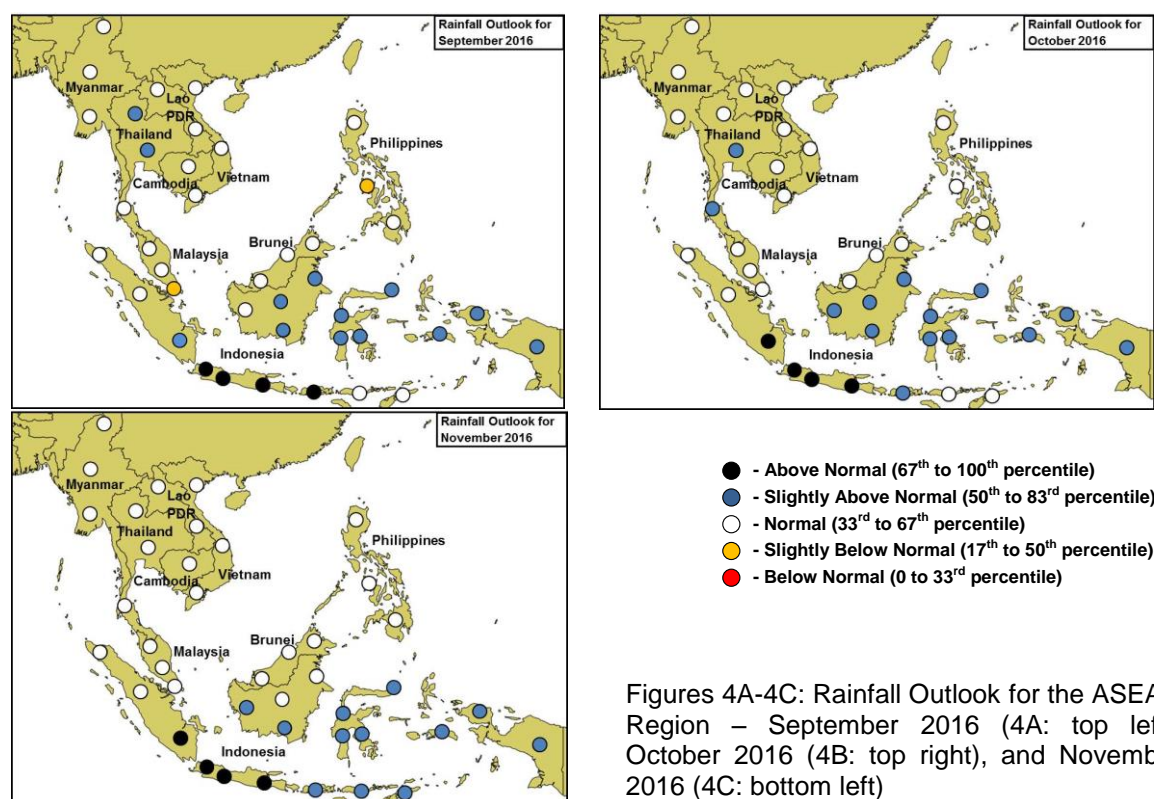 Rainfall Outlook for
September 2016
Myanmar
Lao
PDR
Thailand
Philippines
Cambodia
Vietnam
Malaysia
Brunei
Indonesia
Rainfall Outlook for
October 2016
Myanmar
Lao
PDR
Thailand
Philippines
Cambodia
Vietnam
Malaysia
Brunei
Indonesia
Rainfall Outlook for
November 2016
Myanmar
Lao
PDR
Thailand
Philippines
Cambodia
Vietnam
Malaysia
Brunei
Indonesia
- Above Normal (67th to 100th percentile)
- Slightly Above Normal (50th to 83rd percentile)
- Normal (33rd to 67th percentile)
- Slightly Below Normal (17th to 50th percentile)
- Below Normal (0 to 33rd percentile)
Figures 4A-4C: Rainfall Outlook for the ASEA
Region – September 2016 (4A: top lef
October 2016 (4B: top right), and Novemb
2016 (4C: bottom left)